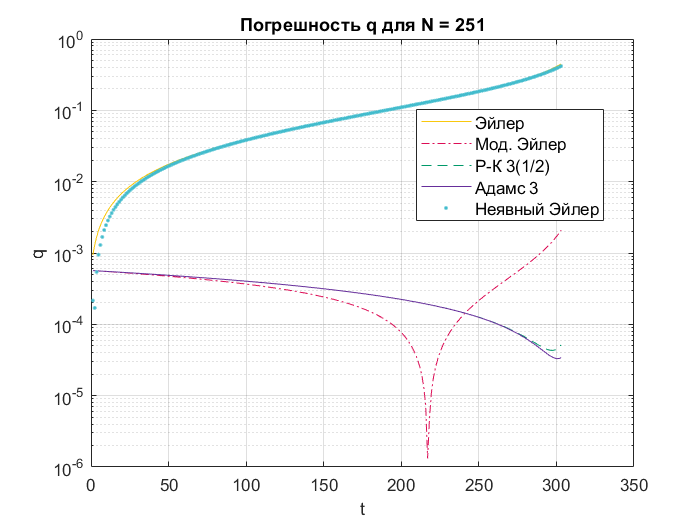 Погрешность q для N = 251
10^0
10^-1
10^-2
10^-3
10^-4
10^-5
10^-6
q
Эйлер
Мод. Эйлер
Р-К 3(1/2)
Адамс 3
Неявный Эйлер
0 50 100 150 200 250 300 350
t